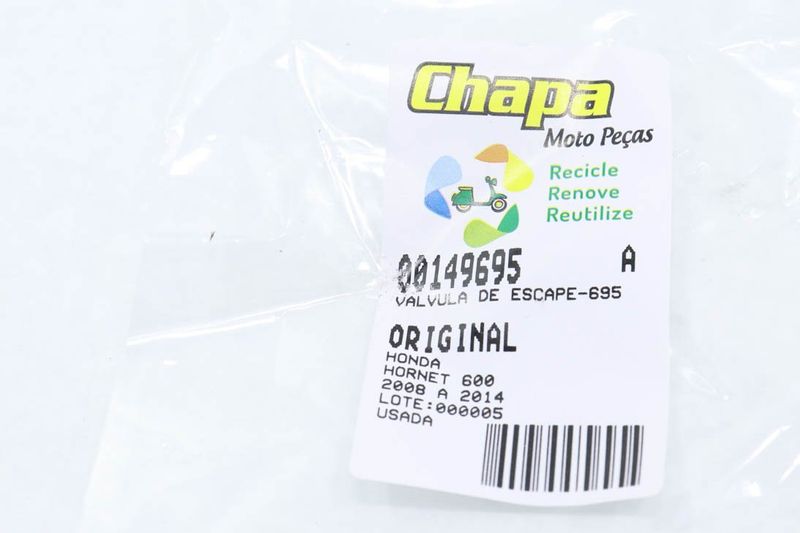 Chapa
Moto Peças
Recicle
Renove
Reutilize
00149695 A
VALVULA DE ESCAPE-695
ORIGINAL
HONDA
HORNET 600
2008 A 2014
LOTE:000005
USADA